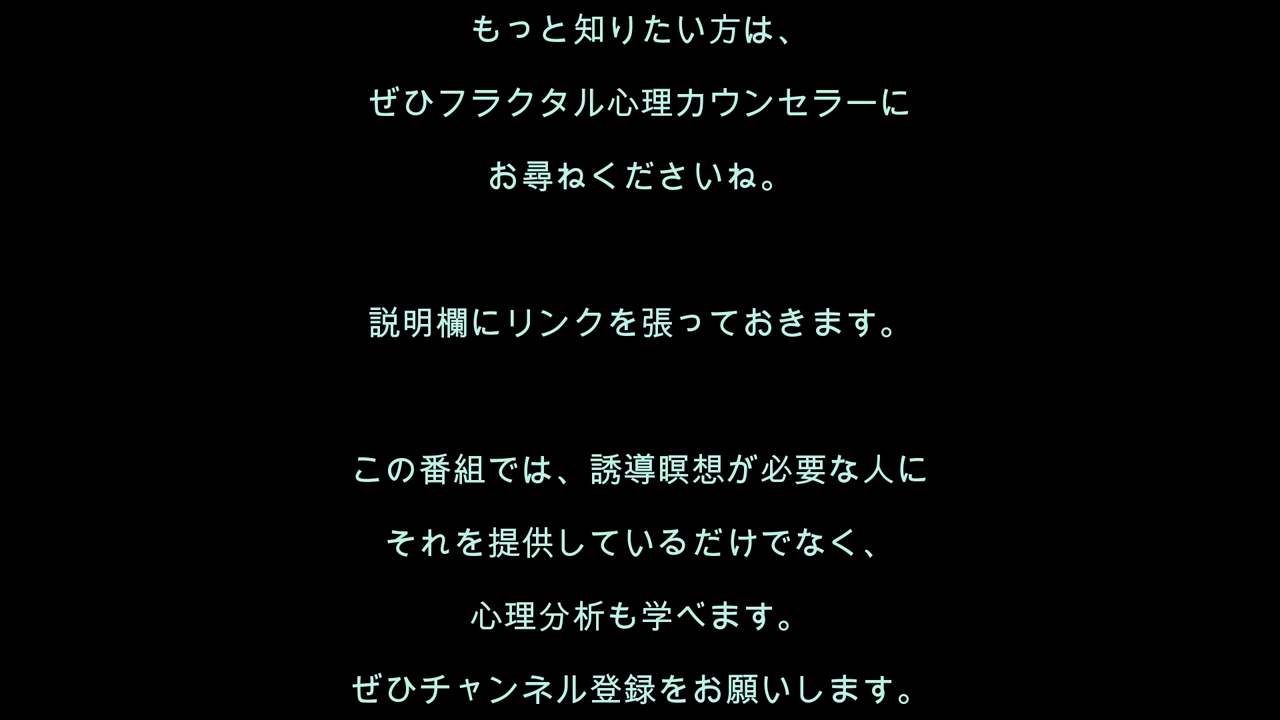 もっと知りたい方は、
ぜひフラクタル心理カウンセラーに
お尋ねくださいね。
説明欄にリンクを張っておきます。
この番組では、誘導瞑想が必要な人に
それを提供しているだけでなく、
心理分析も学べます。
ぜひチャンネル登録をお願いします。